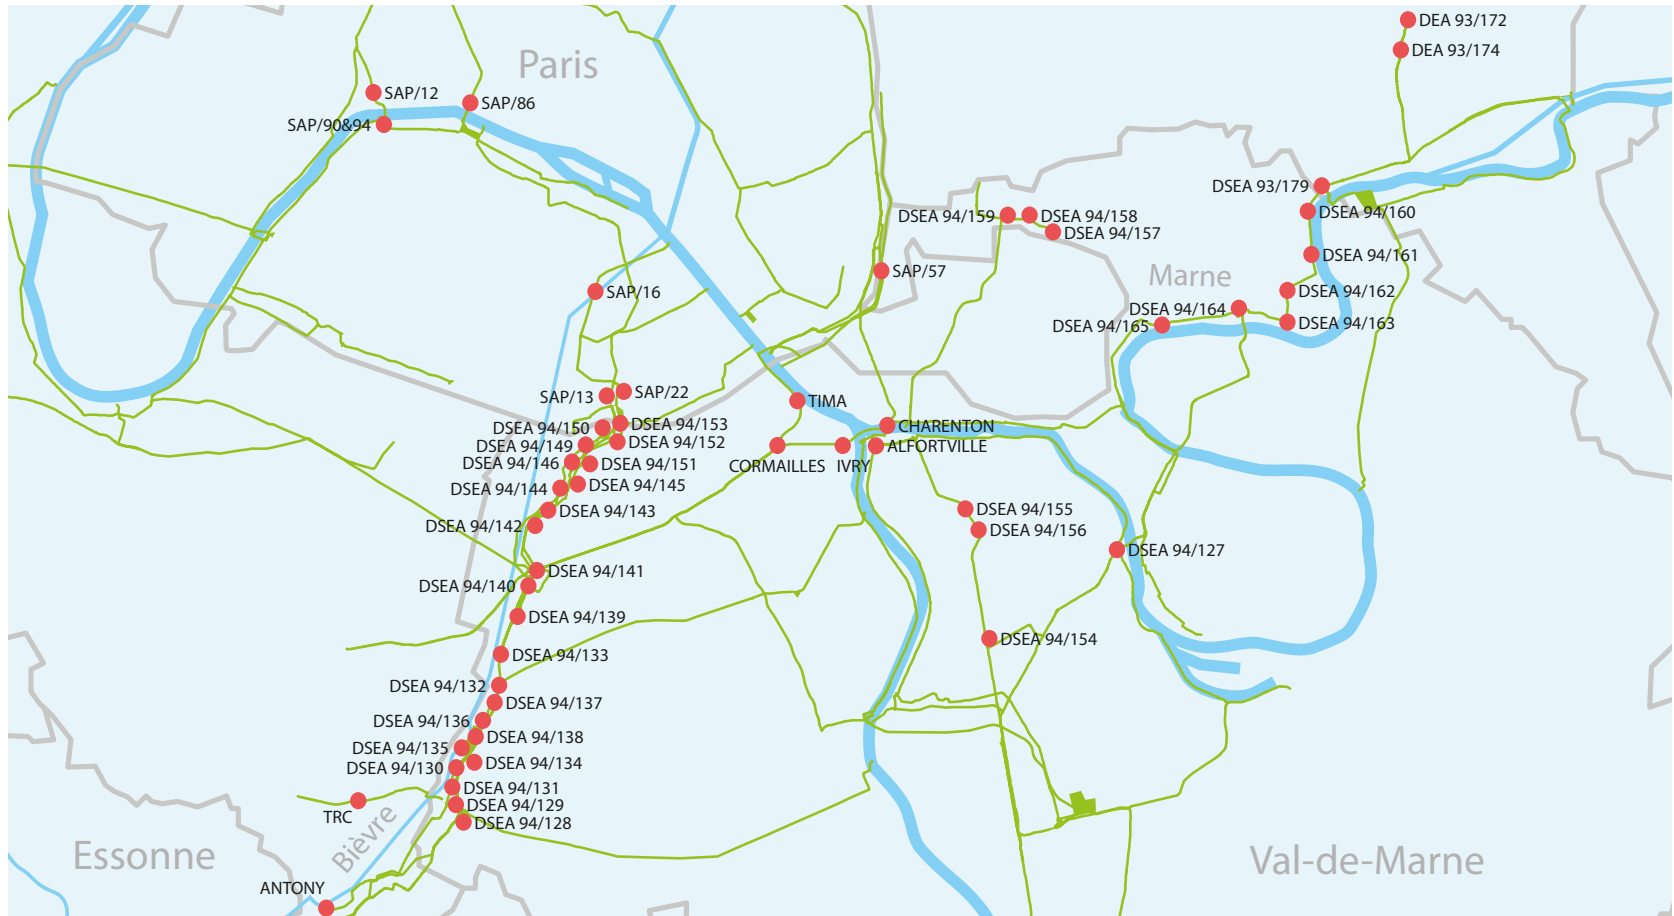 DEA 93/172
Paris
DEA 93/174
SAP/12
SAP/86
SAP/90&94
DSEA 93/179
DSEA 94/159
DSEA 94/158
DSEA 94/160
DSEA 94/157
DSEA 94/161
SAP/57
Marne
SAP/16
DSEA 94/162
DSEA 94/164
DSEA 94/165
DSEA 94/163
SAP/13
SAP/22
TIMA
DSEA 94/150
DSEA 94/153
CHARENTON
DSEA 94/149
DSEA 94/152
ALFORTVILLE
DSEA 94/146
DSEA 94/151
CORMAILLES
IVRY
DSEA 94/144
DSEA 94/145
DSEA 94/143
DSEA 94/155
DSEA 94/142
DSEA 94/156
DSEA 94/127
DSEA 94/141
DSEA 94/140
DSEA 94/139
DSEA 94/154
DSEA 94/133
DSEA 94/132
DSEA 94/137
DSEA 94/136
DSEA 94/138
DSEA 94/135
DSEA 94/134
DSEA 94/130
DSEA 94/131
DSEA 94/129
TRC
DSEA 94/128
Bièvre
Essonne
Val-de-Marne
ANTONY